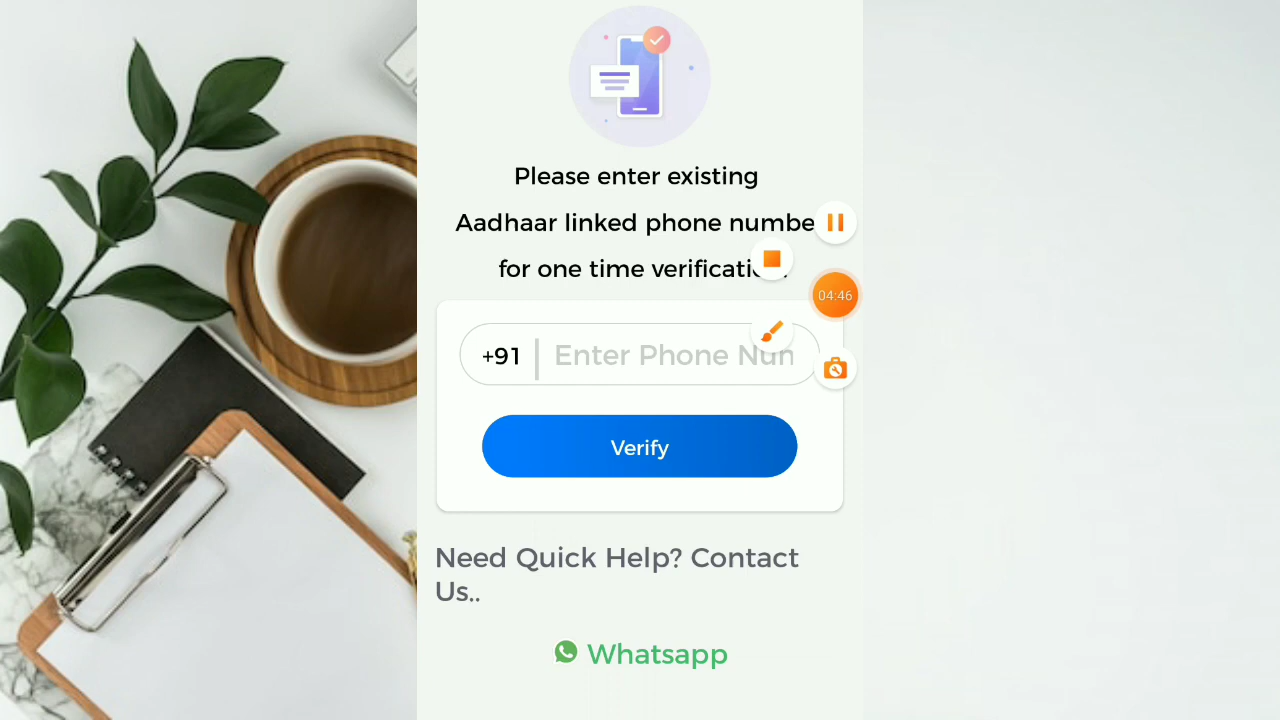 Please enter existing
Aadhaar linked phone numbe
for one time verificati
04:46
+91 Enter Phone Num
Verify
Need Quick Help? Contact
Us..
Whatsapp